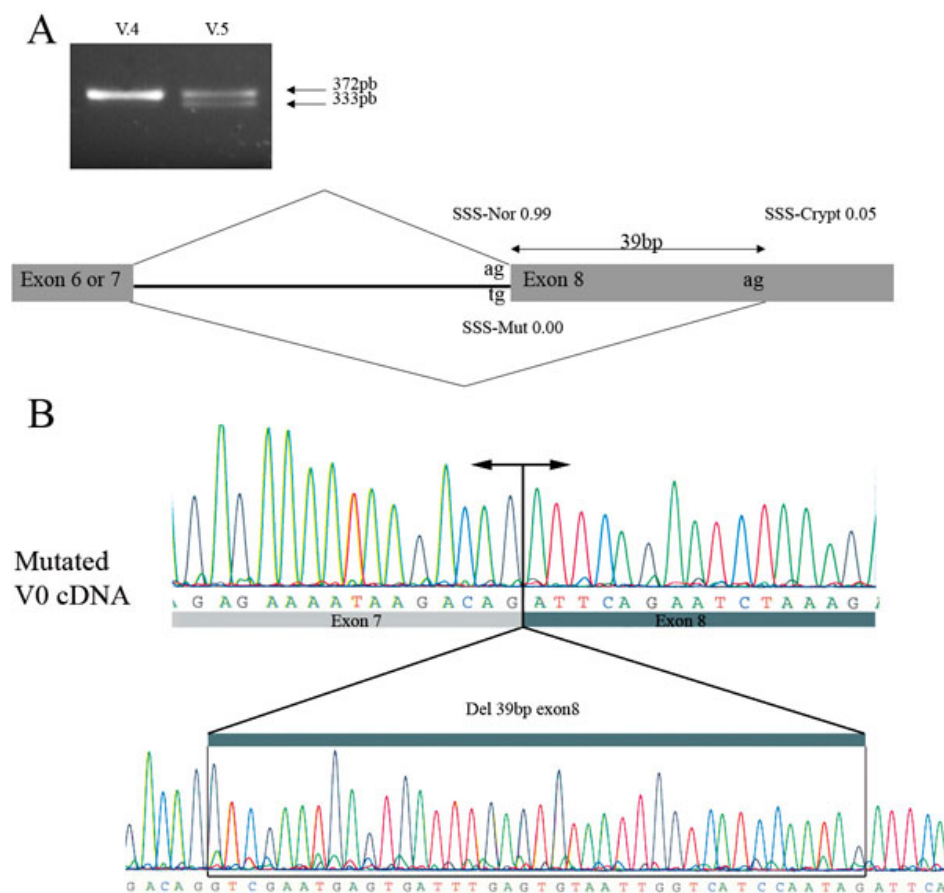 A
V.4 V.5
372pb
333pb
SSS-Nor 0.99 SSS-Crypt 0.05
39bp
Exon 6 or 7 ag Exon 8 ag
tg
SSS-Mut 0.00
B
Mutated
V0 cDNA
A G A G A A A A T A A G A C A G A T T C A G A A T C T A A A G A
Exon 7 Exon 8
Del 39bp exon8
G A C A G G T C G A A T G A G T G A T T T G A G T G T A A T T G G T C A T C C A A T A G A T T C